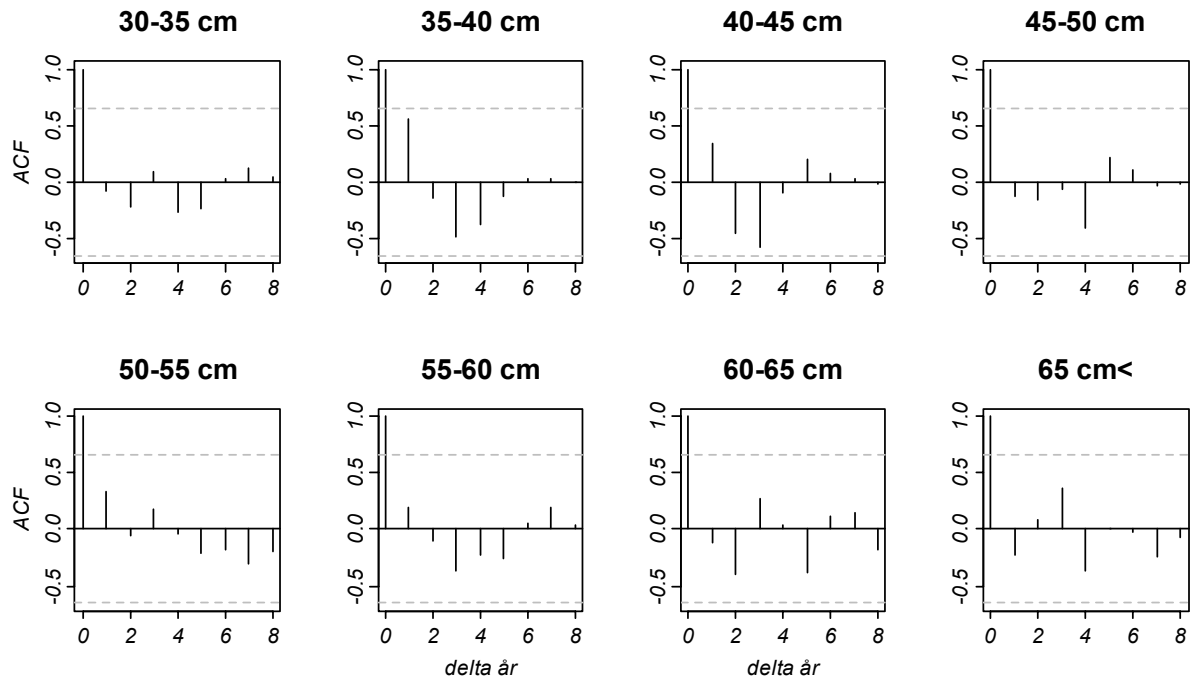 30-35 cm 35-40 cm 40-45 cm 45-50 cm
ACF
1.0 1.0 1.0 1.0
0.5 0.5 0.5 0.5
0.0 0.0 0.0 0.0
-0.5 -0.5 -0.5 -0.5
0 2 4 6 8 0 2 4 6 8 0 2 4 6 8 0 2 4 6 8
50-55 cm 55-60 cm 60-65 cm 65 cm<
ACF
1.0 1.0 1.0 1.0
0.5 0.5 0.5 0.5
0.0 0.0 0.0 0.0
-0.5 -0.5 -0.5 -0.5
0 2 4 6 8 0 2 4 6 8 0 2 4 6 8 0 2 4 6 8
delta år delta år